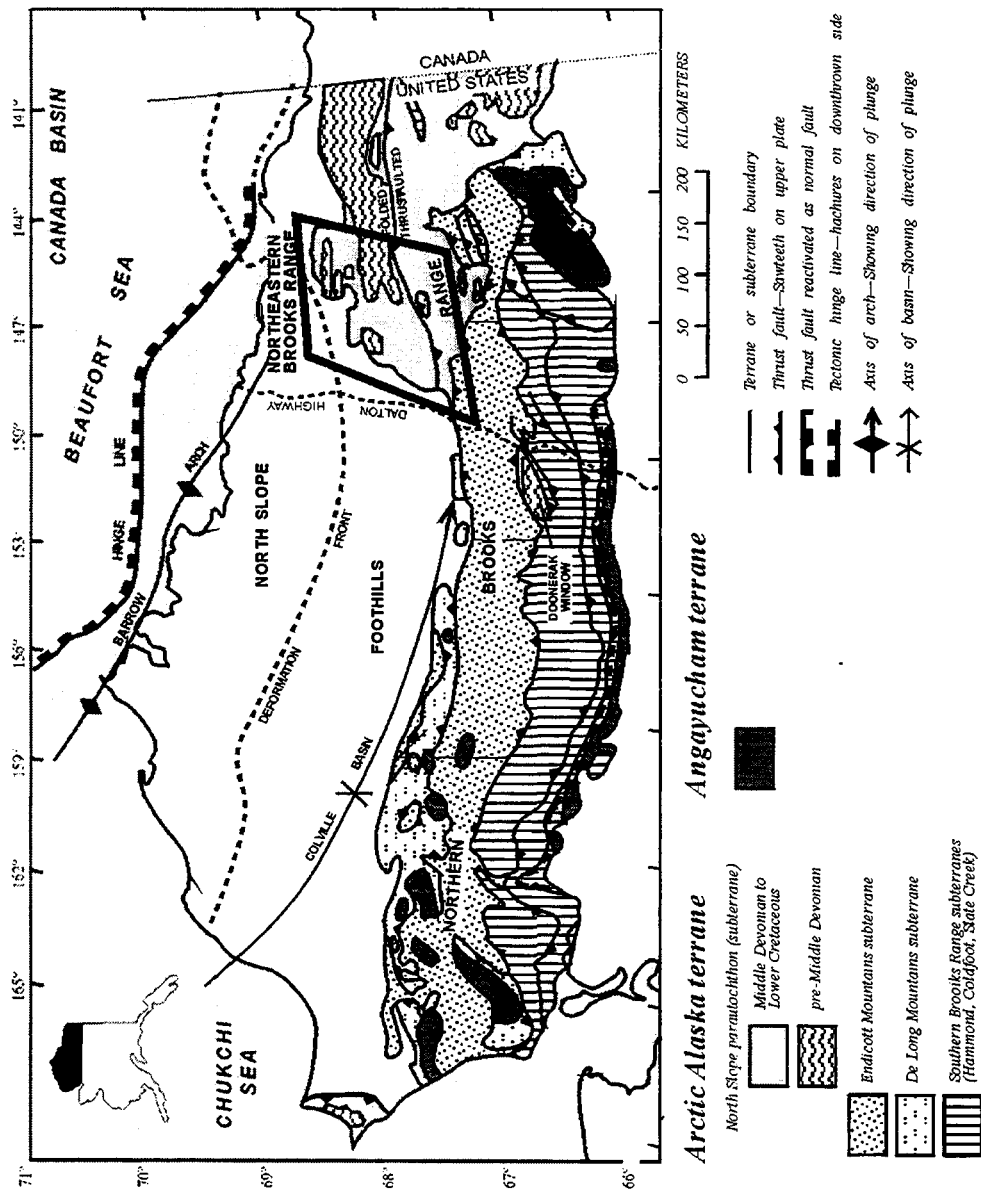 141°
144°
147°
150°
153°
156°
159°
162°
165°
71°
70°
69°
68°
67°
66°
CANADA BASIN
BEAUFORT SEA
CHUKCHI
SEA
HINGE LINE
BARROW ARCH
NORTH SLOPE
DEFORMATION FRONT
FOOTHILLS
COLVILLE BASIN
NORTHEASTERN
BROOKS RANGE
DALTON HIGHWAY
FOLDED
THRUSTFAULTED
CANADA
UNITED STATES
NORTHERN BROOKS RANGE
DOONERAK
WINDOW
0 50 100 150 200 KILOMETERS
Arctic Alaska terrane
North Slope parautochthon (subterrane)
Middle Devonian to
Lower Cretaceous
pre-Middle Devonian
Endicott Mountains subterrane
De Long Mountains subterrane
Southern Brooks Range subterranes
(Hammond, Coldfoot, Slate Creek)
Angayucham terrane
Terrane or subterrane boundary
Thrust fault—Sawteeth on upper plate
Thrust fault reactivated as normal fault
Tectonic hinge line—hachures on downthrown side
Axis of arch—Showing direction of plunge
Axis of basin—Showing direction of plunge